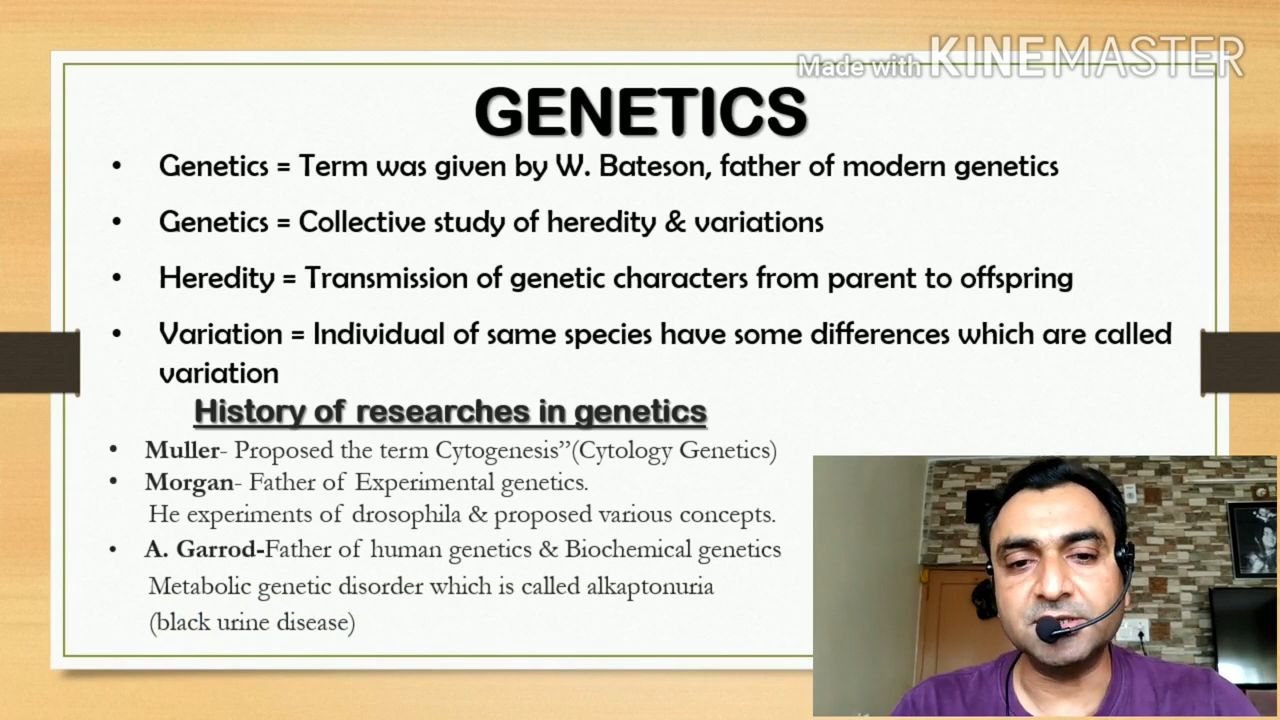 Made with KINEMASTER
GENETICS
• Genetics = Term was given by W. Bateson, father of modern genetics
• Genetics = Collective study of heredity & variations
• Heredity = Transmission of genetic characters from parent to offspring
• Variation = Individual of same species have some differences which are called
variation
History of researches in genetics
• Muller- Proposed the term Cytogenesis”(Cytology Genetics)
• Morgan- Father of Experimental genetics.
He experiments of drosophila & proposed various concepts.
• A. Garrod-Father of human genetics & Biochemical genetics
Metabolic genetic disorder which is called alkaptonuria
(black urine disease)